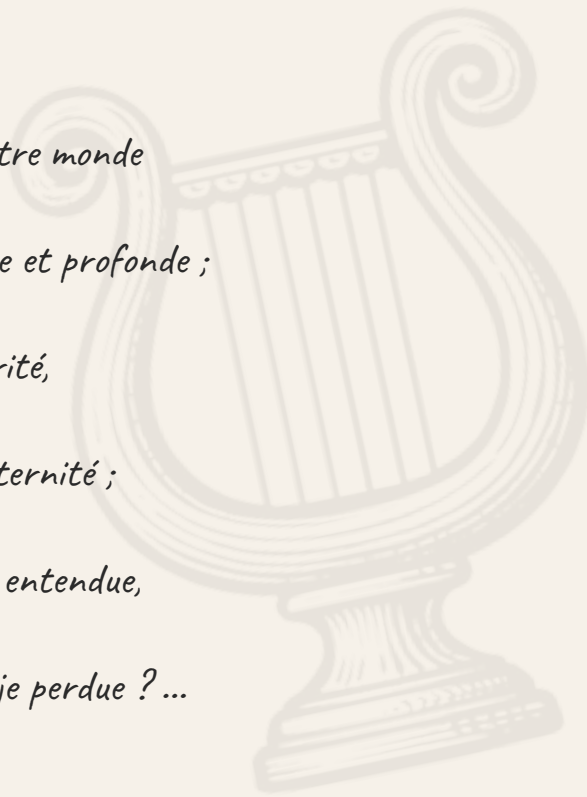 tre monde
e et profonde ;
rité,
ternité ;
entendue,
je perdue ? ...